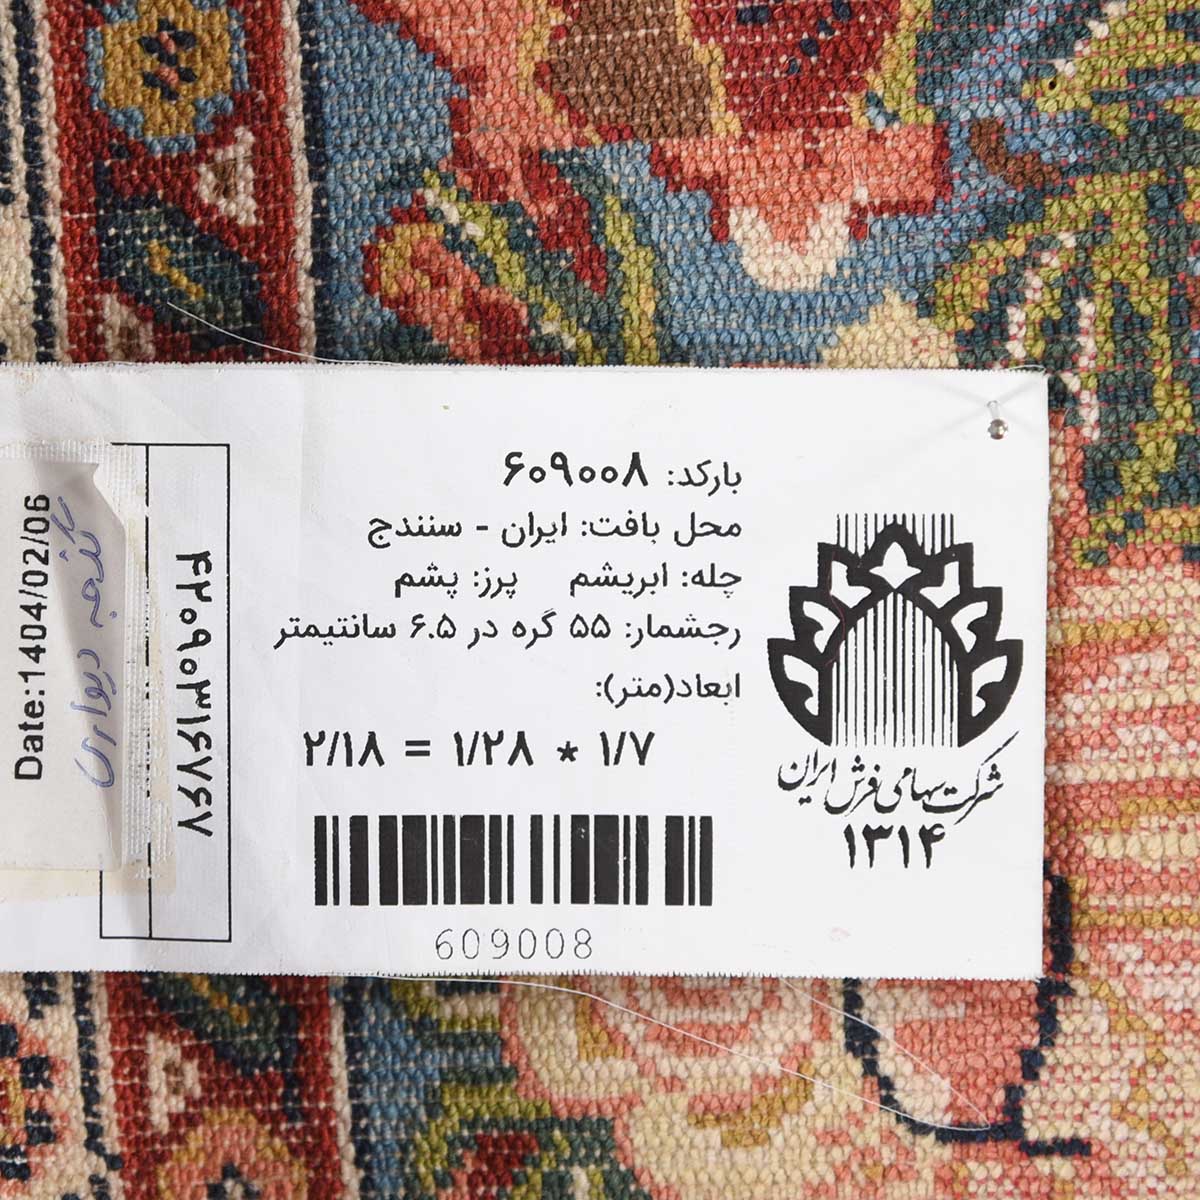 بارکد: ۶۰۹۰۰۸
محل بافت: ایران - سنندج
چله: ابریشم پرز: پشم
رجشمار: ۵۵ گره در ۶.۵ سانتیمتر
ابعاد(متر):
۱/۷ * ۱/۲۸ = ۲/۱۸
609008
شرکت سهامی فرش ایران
۱۳۱۴
۴۲۰۹۰۳۱۶۷۶۷
Date:1404/02/06